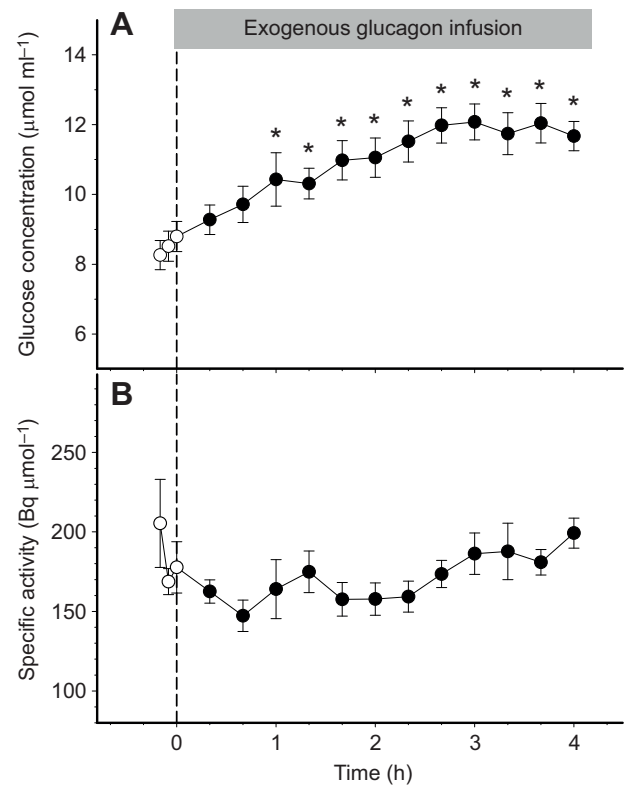 A
Exogenous glucagon infusion
Glucose concentration (μmol ml⁻¹)
14
12
10
8
6
* * * * * * * * * *
B
Specific activity (Bq μmol⁻¹)
250
200
150
100
0 1 2 3 4
Time (h)